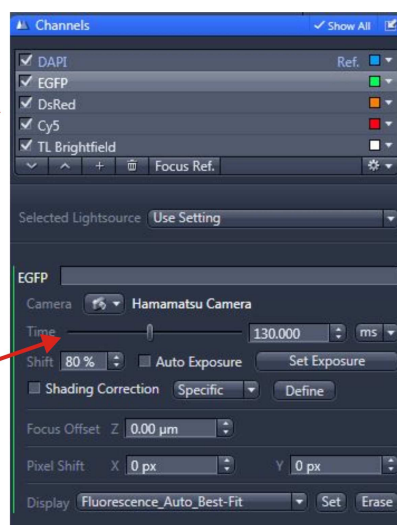 Channels Show All
DAPI Ref.
EGFP
DsRed
Cy5
TL Brightfield
+ Focus Ref.
Selected Lightsource Use Setting
EGFP
Camera Hamamatsu Camera
Time 130.000 ms
Shift 80 % Auto Exposure Set Exposure
Shading Correction Specific Define
Focus Offset Z 0.00 µm
Pixel Shift X 0 px Y 0 px
Display Fluorescence_Auto_Best-Fit Set Erase